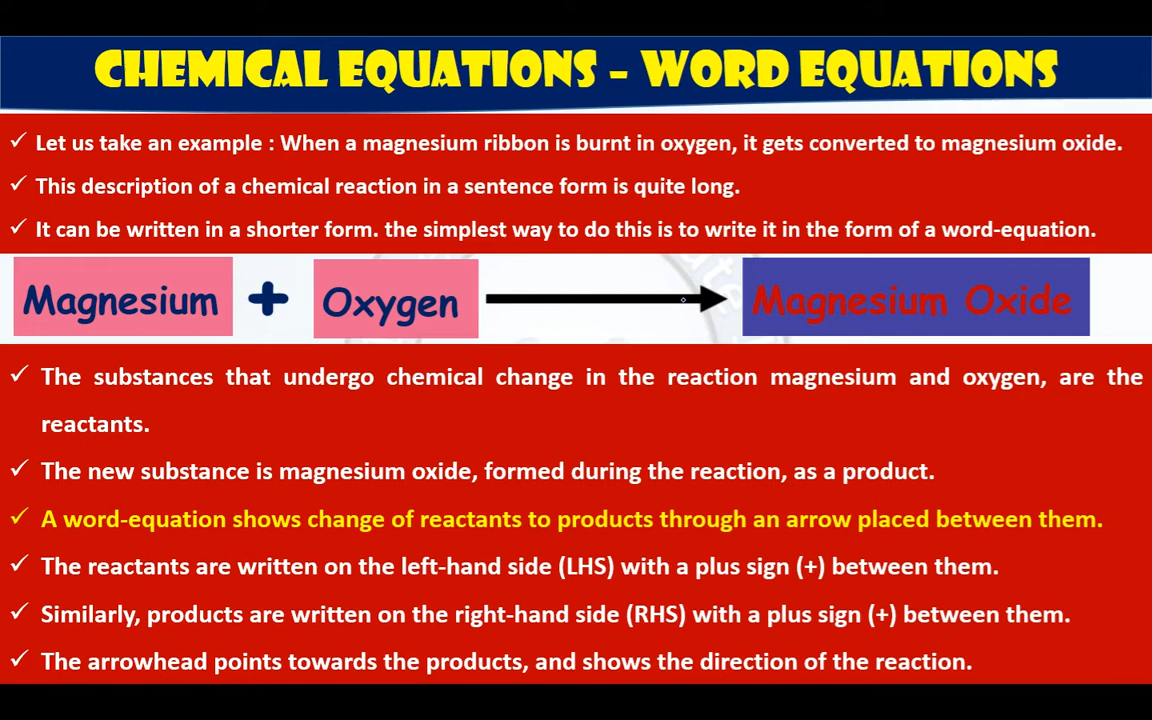 CHEMICAL EQUATIONS – WORD EQUATIONS
✓ Let us take an example : When a magnesium ribbon is burnt in oxygen, it gets converted to magnesium oxide.
✓ This description of a chemical reaction in a sentence form is quite long.
✓ It can be written in a shorter form. the simplest way to do this is to write it in the form of a word-equation.
Magnesium + Oxygen → Magnesium Oxide
✓ The substances that undergo chemical change in the reaction magnesium and oxygen, are the
reactants.
✓ The new substance is magnesium oxide, formed during the reaction, as a product.
✓ A word-equation shows change of reactants to products through an arrow placed between them.
✓ The reactants are written on the left-hand side (LHS) with a plus sign (+) between them.
✓ Similarly, products are written on the right-hand side (RHS) with a plus sign (+) between them.
✓ The arrowhead points towards the products, and shows the direction of the reaction.